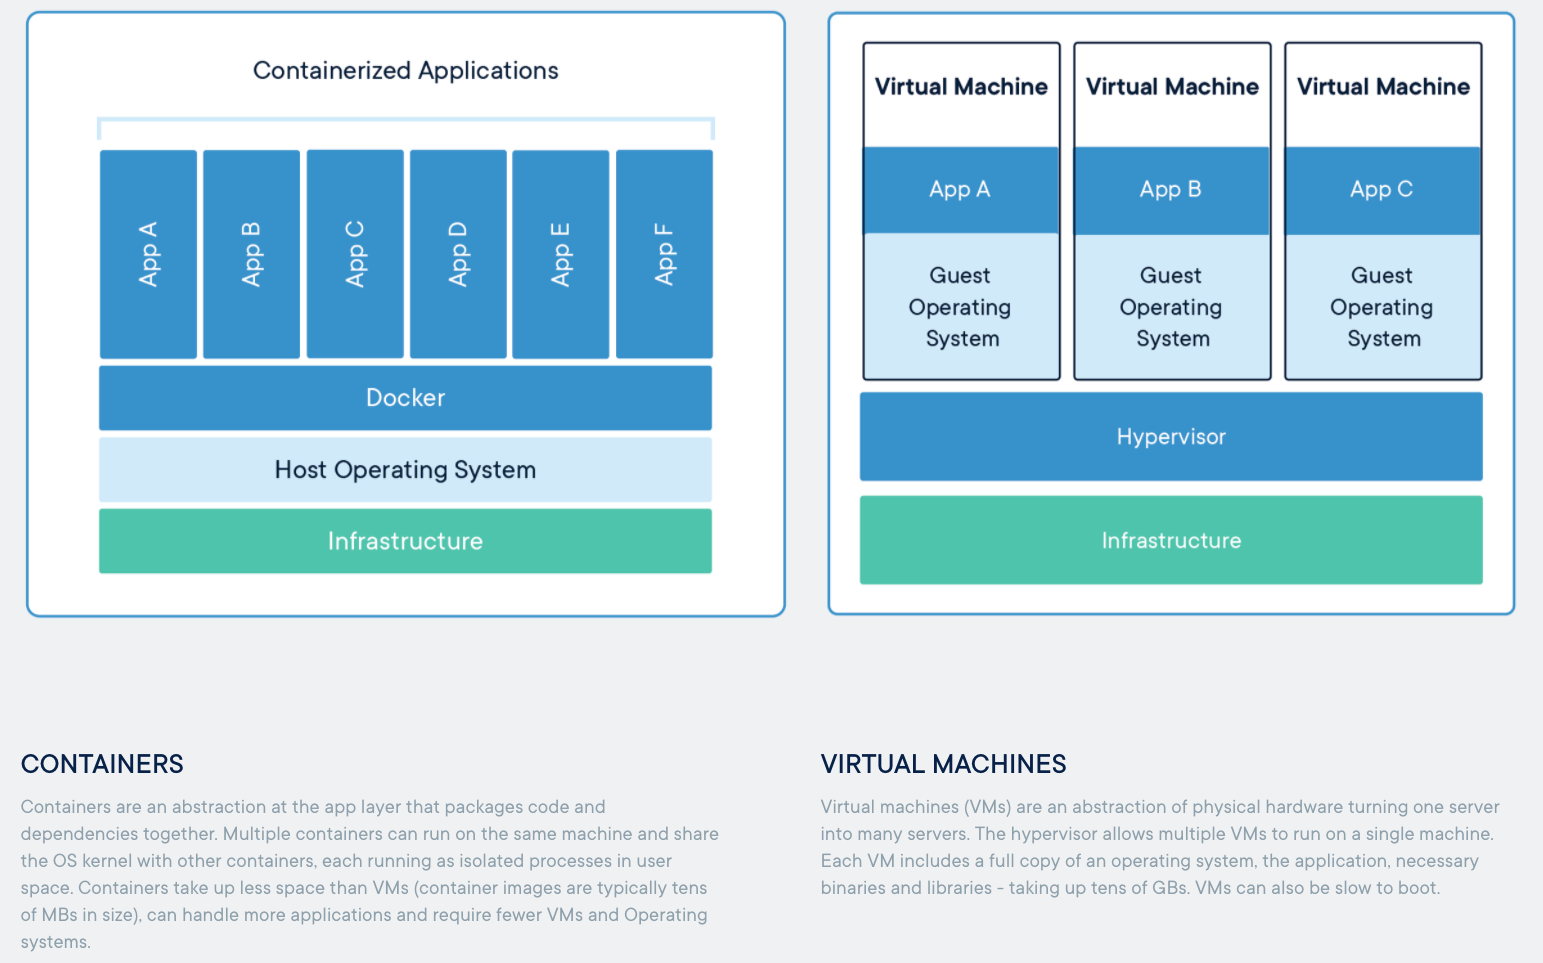 Containerized Applications
App A
App B
App C
App D
App E
App F
Docker
Host Operating System
Infrastructure
Virtual Machine
App A
Guest
Operating
System
Virtual Machine
App B
Guest
Operating
System
Virtual Machine
App C
Guest
Operating
System
Hypervisor
Infrastructure
CONTAINERS
Containers are an abstraction at the app layer that packages code and
dependencies together. Multiple containers can run on the same machine and share
the OS kernel with other containers, each running as isolated processes in user
space. Containers take up less space than VMs (container images are typically tens
of MBs in size), can handle more applications and require fewer VMs and Operating
systems.
VIRTUAL MACHINES
Virtual machines (VMs) are an abstraction of physical hardware turning one server
into many servers. The hypervisor allows multiple VMs to run on a single machine.
Each VM includes a full copy of an operating system, the application, necessary
binaries and libraries - taking up tens of GBs. VMs can also be slow to boot.